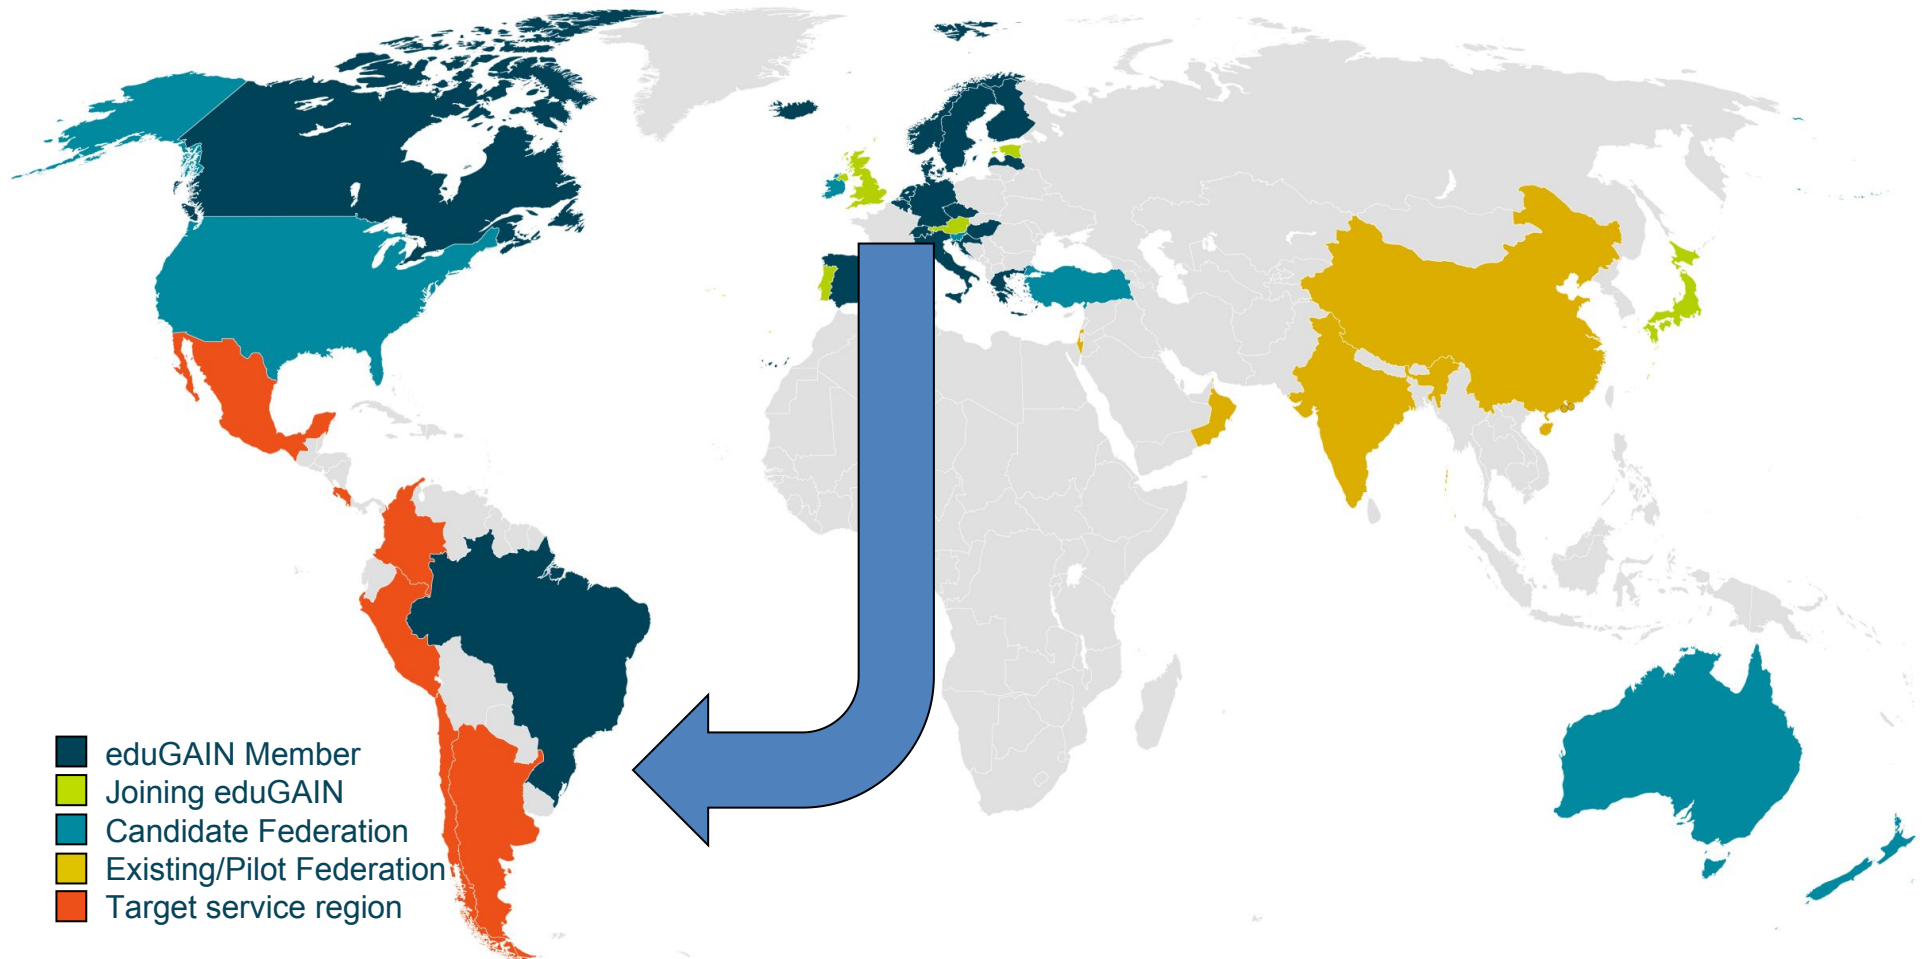 eduGAIN Member
Joining eduGAIN
Candidate Federation
Existing/Pilot Federation
Target service region